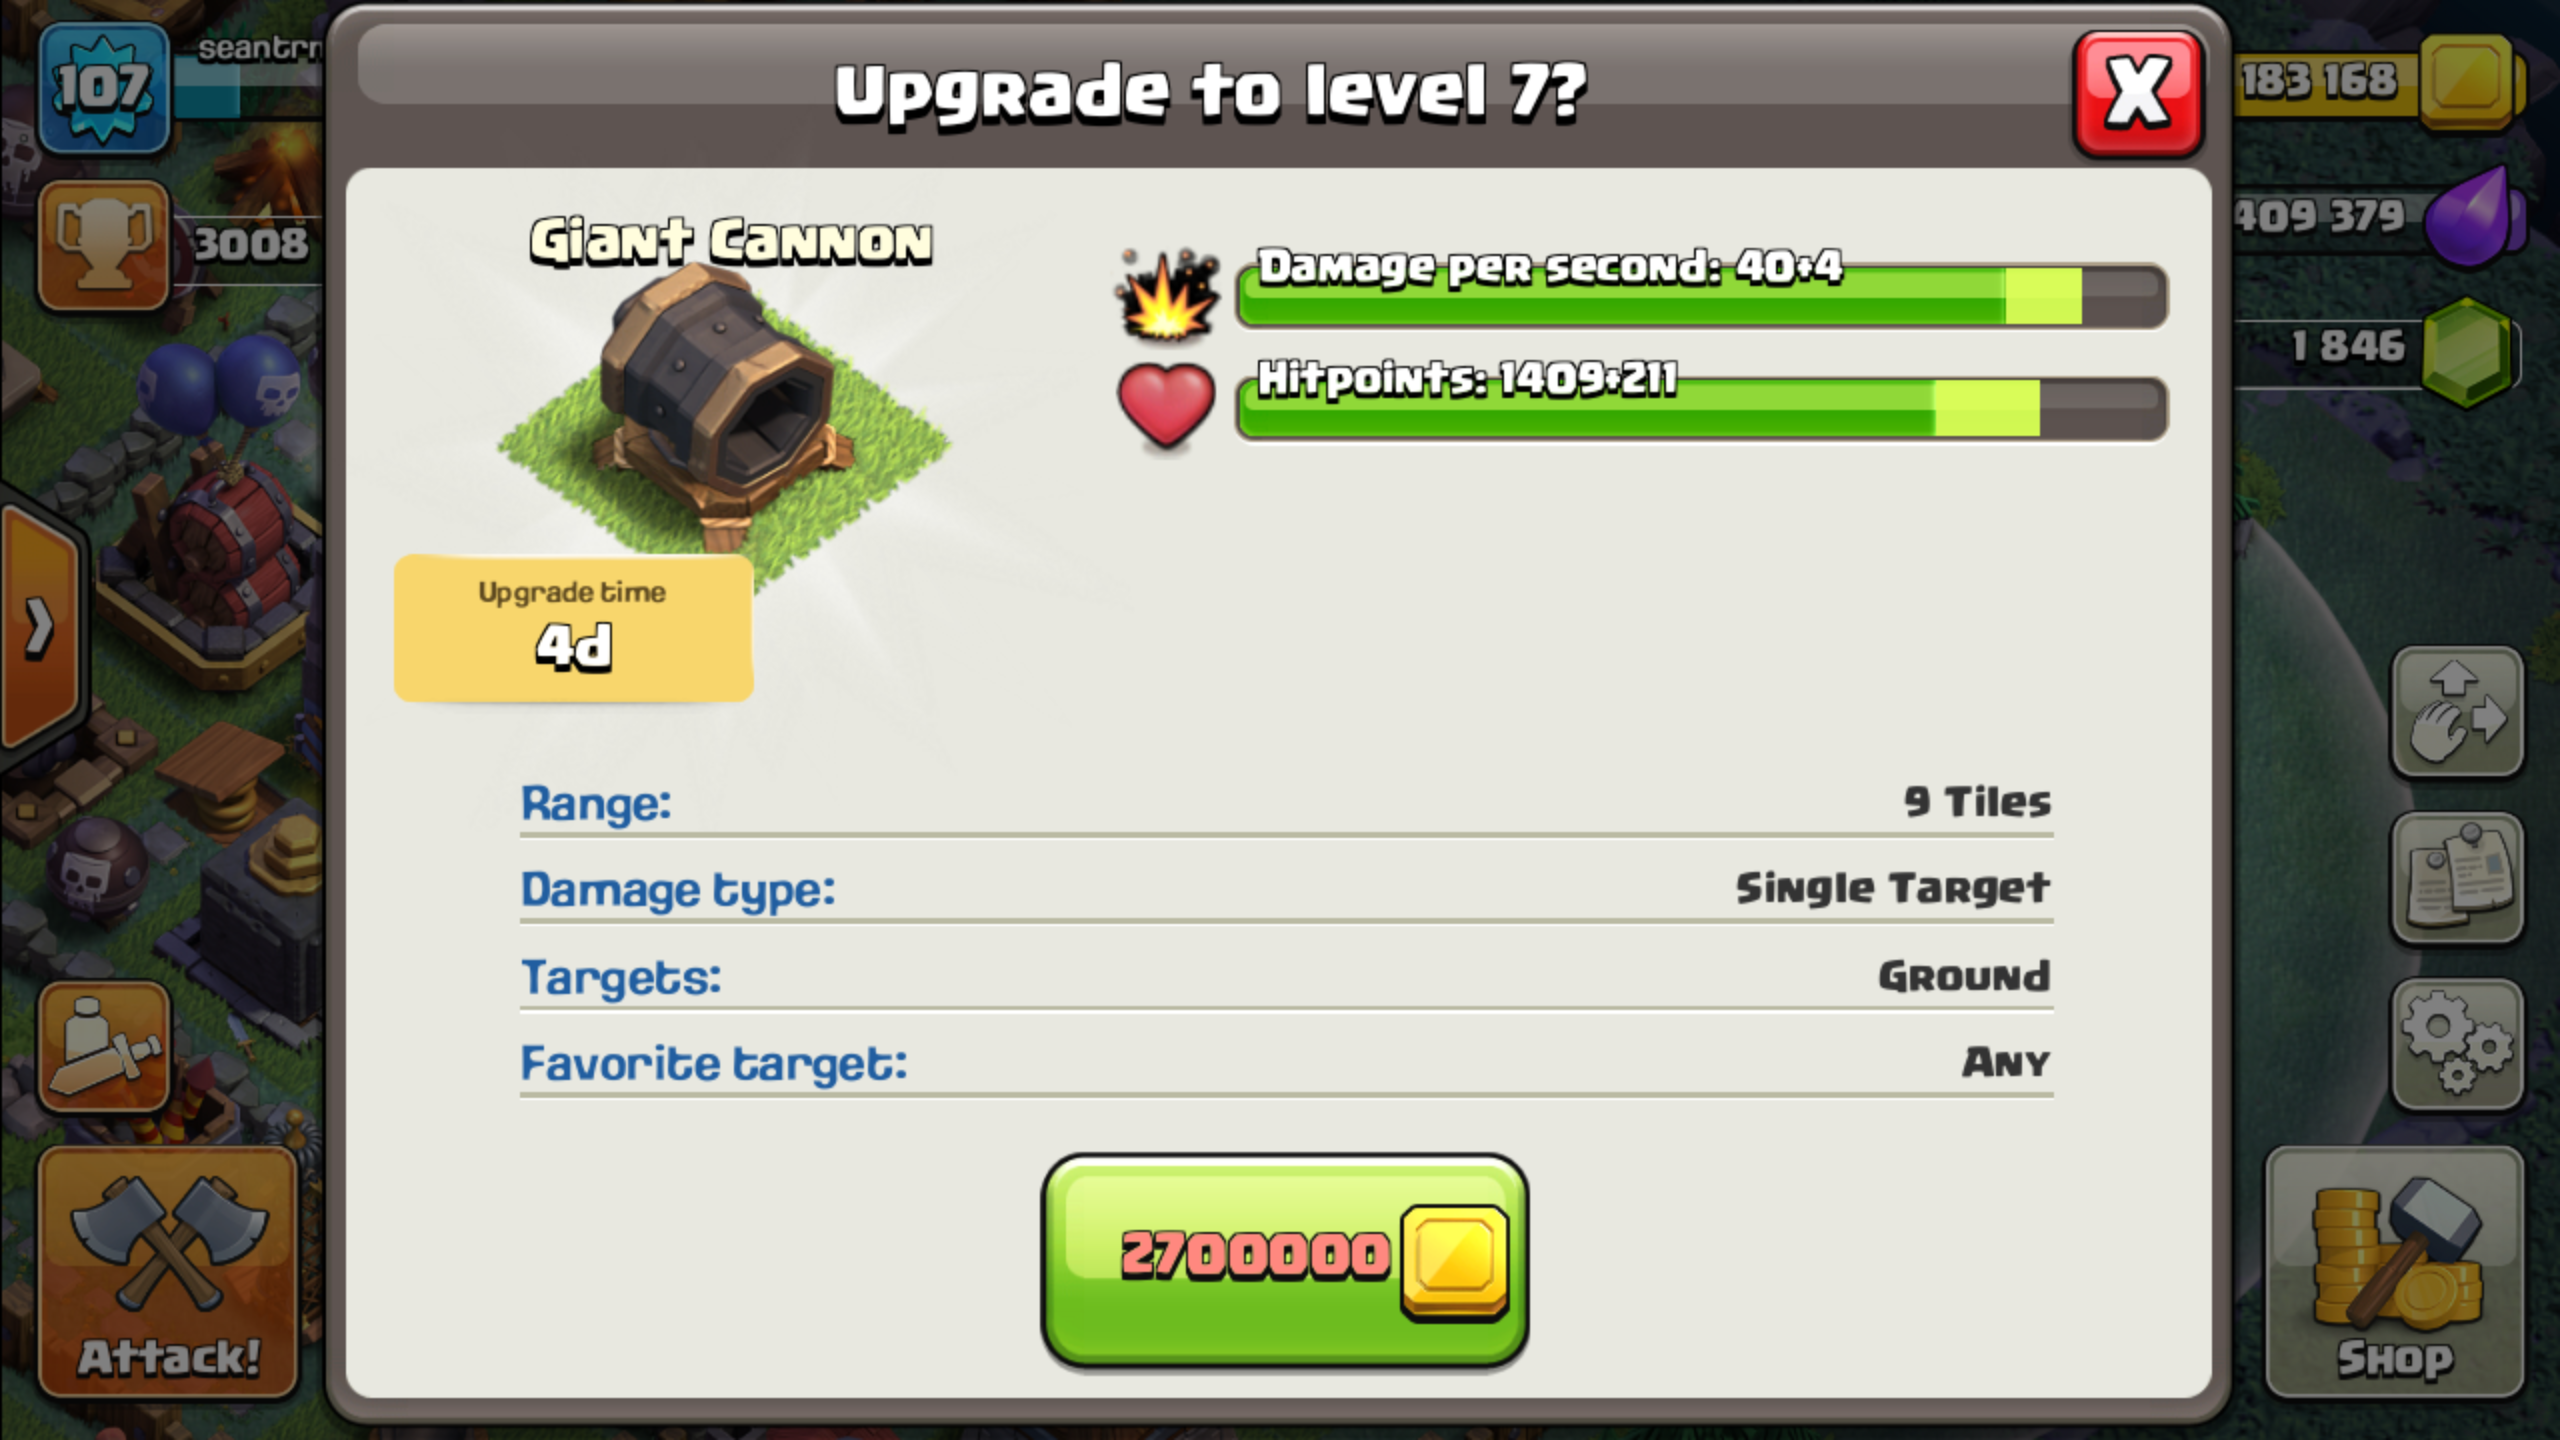 107
seantrn
3008
Upgrade to level 7?
X
183 168
409 379
1 846
Giant Cannon
Damage per second: 40+4
Hitpoints: 1409+211
Upgrade time
4d
Range: 9 Tiles
Damage type: Single Target
Targets: Ground
Favorite target: Any
2700000
Attack!
Shop